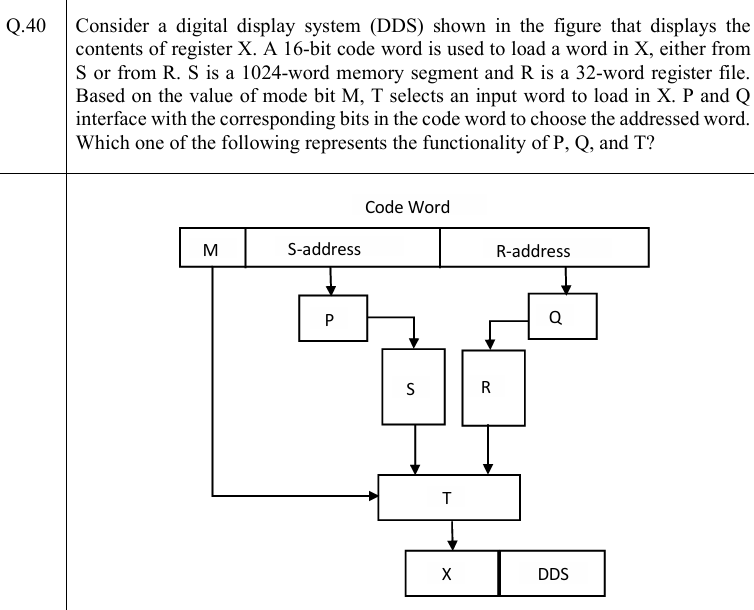 Q.40 Consider a digital display system (DDS) shown in the figure that displays the
contents of register X. A 16-bit code word is used to load a word in X, either from
S or from R. S is a 1024-word memory segment and R is a 32-word register file.
Based on the value of mode bit M, T selects an input word to load in X. P and Q
interface with the corresponding bits in the code word to choose the addressed word.
Which one of the following represents the functionality of P, Q, and T?
Code Word
M S-address R-address
P Q
S R
T
X DDS